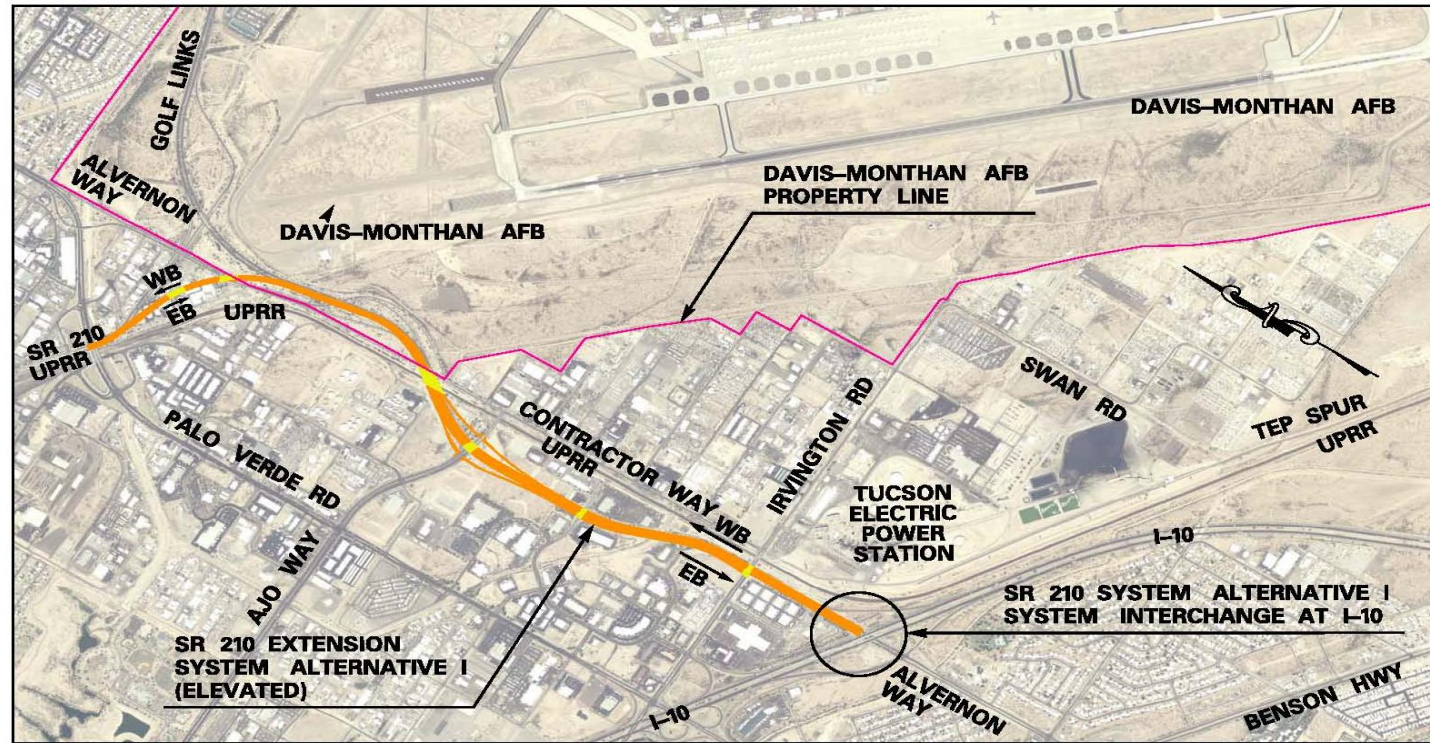 GOLF LINKS
ALVERNON
WAY
DAVIS–MONTHAN AFB
DAVIS–MONTHAN AFB
PROPERTY LINE
DAVIS–MONTHAN AFB
WB
EB
UPRR
SR 210
UPRR
PALO VERDE RD
AJO WAY
CONTRACTOR WAY
UPRR
WB
EB
IRVINGTON RD
SWAN RD
TEP SPUR
UPRR
TUCSON
ELECTRIC
POWER
STATION
I–10
SR 210 SYSTEM ALTERNATIVE I
SYSTEM INTERCHANGE AT I–10
SR 210 EXTENSION
SYSTEM ALTERNATIVE I
(ELEVATED)
I–10
ALVERNON
WAY
BENSON HWY